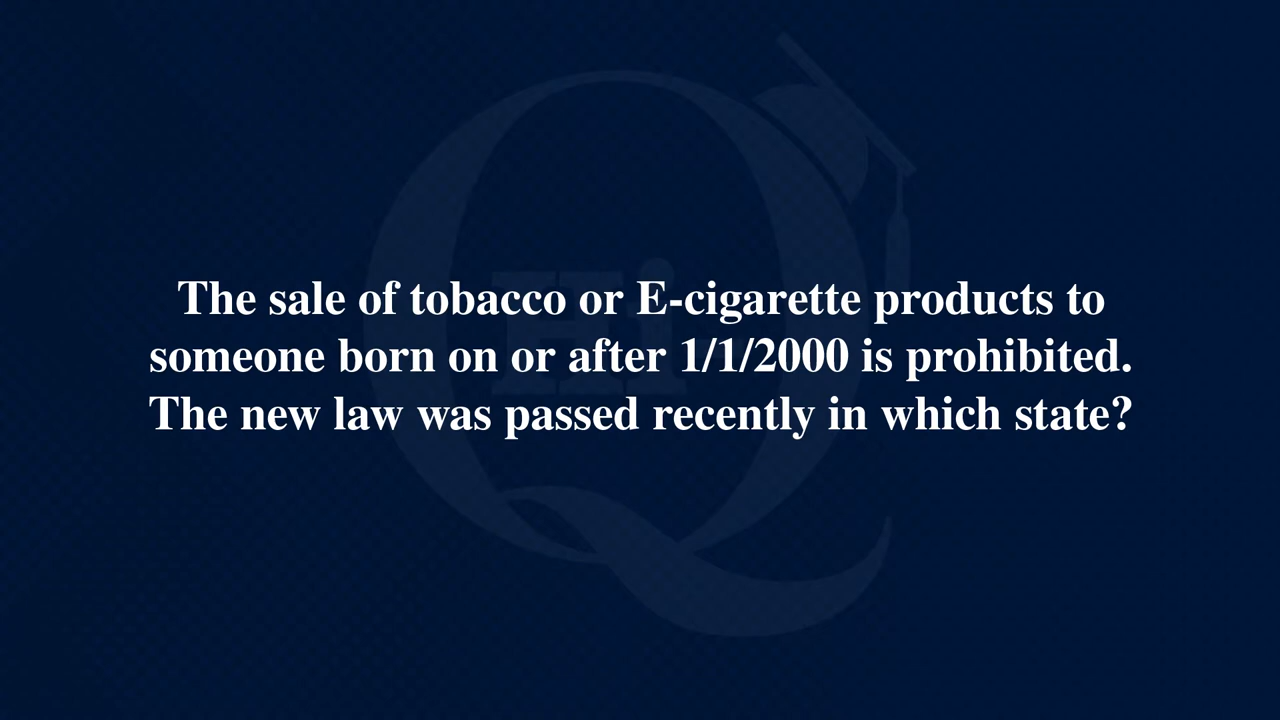 The sale of tobacco or E-cigarette products to
someone born on or after 1/1/2000 is prohibited.
The new law was passed recently in which state?
Hi
Q